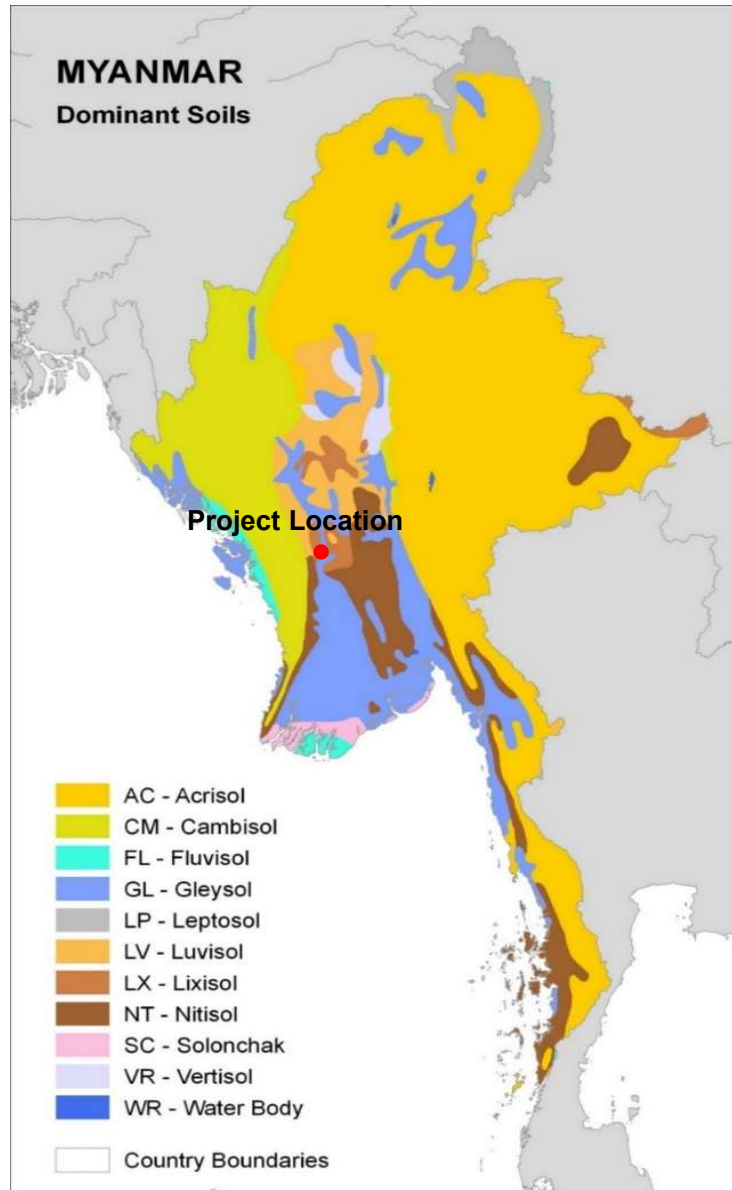 MYANMAR
Dominant Soils
Project Location
AC - Acrisol
CM - Cambisol
FL - Fluvisol
GL - Gleysol
LP - Leptosol
LV - Luvisol
LX - Lixisol
NT - Nitisol
SC - Solonchak
VR - Vertisol
WR - Water Body
Country Boundaries